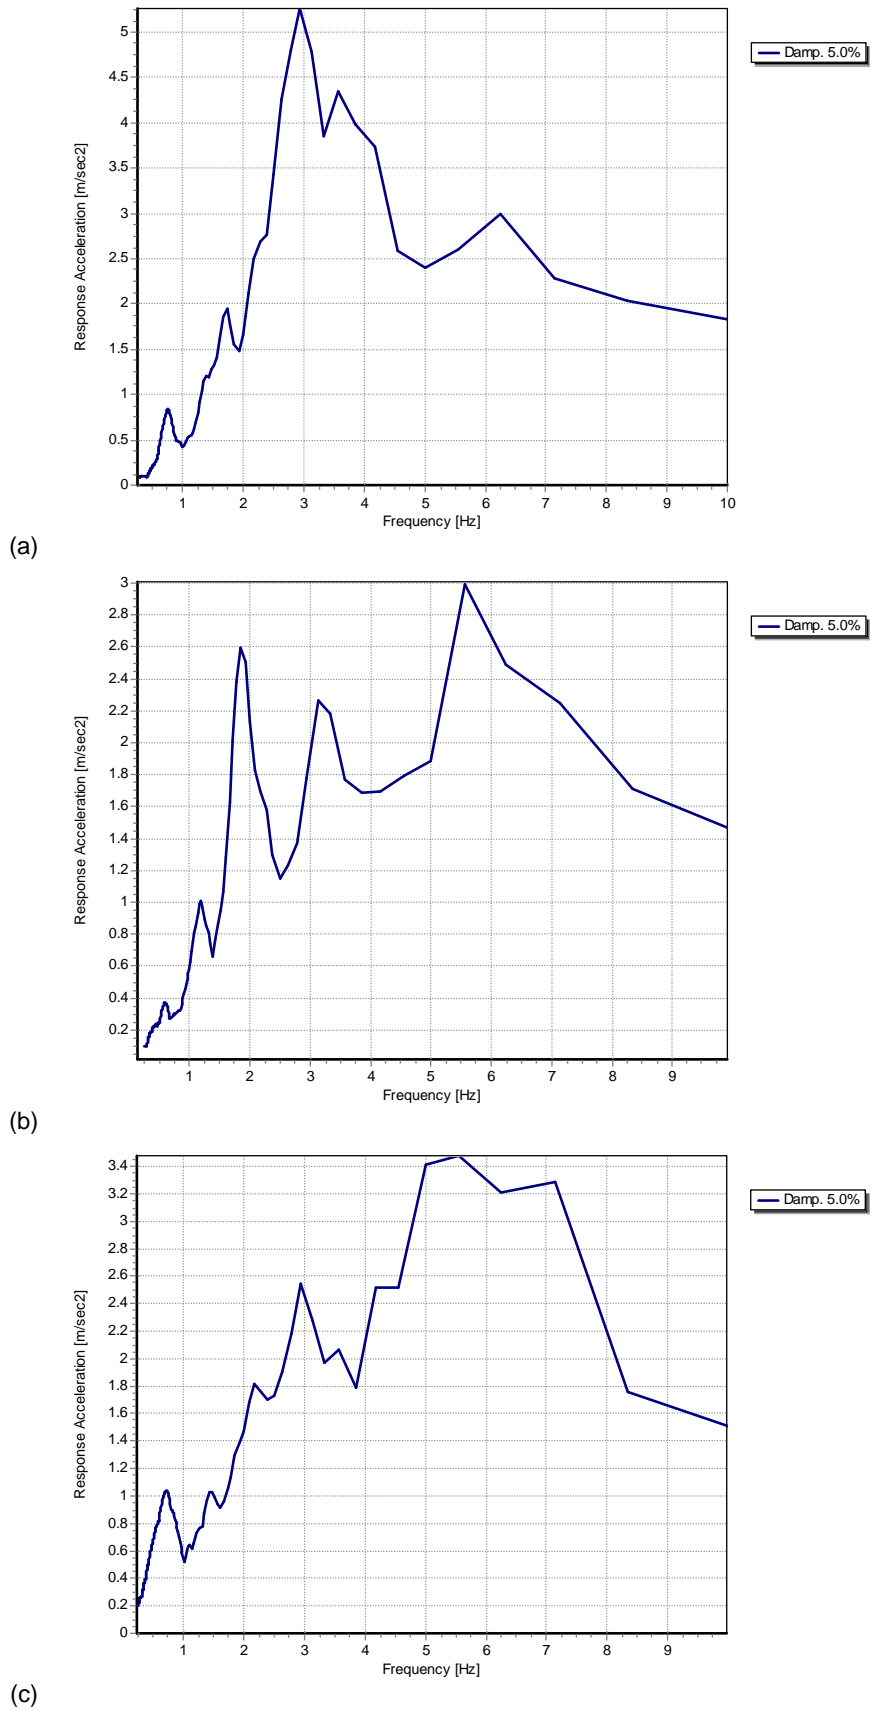 5
4.5
4
3.5
3
2.5
2
1.5
1
0.5
0
Response Acceleration [m/sec2]
1 2 3 4 5 6 7 8 9 10
Frequency [Hz]
Damp. 5.0%
(a)
3
2.8
2.6
2.4
2.2
2
1.8
1.6
1.4
1.2
1
0.8
0.6
0.4
0.2
Response Acceleration [m/sec2]
1 2 3 4 5 6 7 8 9
Frequency [Hz]
Damp. 5.0%
(b)
3.4
3.2
3
2.8
2.6
2.4
2.2
2
1.8
1.6
1.4
1.2
1
0.8
0.6
0.4
0.2
0
Response Acceleration [m/sec2]
1 2 3 4 5 6 7 8 9
Frequency [Hz]
Damp. 5.0%
(c)